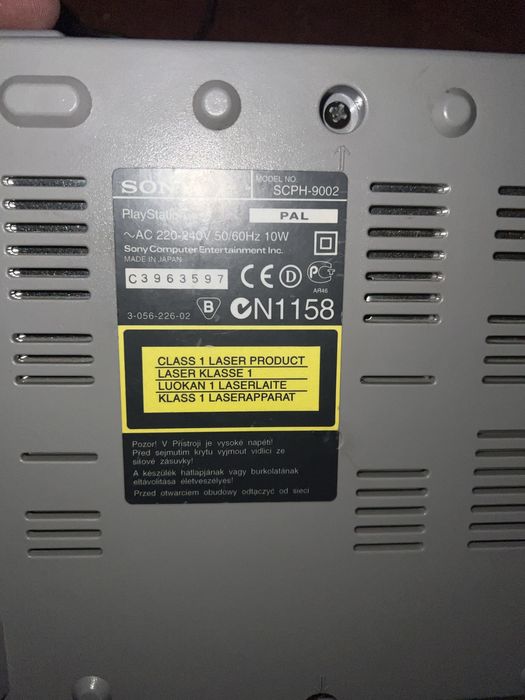 SONY
MODEL NO.
SCPH-9002
PlayStation
PAL
～AC 220-240V 50/60Hz 10W
Sony Computer Entertainment Inc.
MADE IN JAPAN
C3963597
CE D PCT
AR46
3-056-226-02
B
N1158
CLASS 1 LASER PRODUCT
LASER KLASSE 1
LUOKAN 1 LASERLAITE
KLASS 1 LASERAPPARAT
Pozor! V Přístroji je vysoké napětí!
Před sejmutím krytu vyjmout vidlici ze
síťové zásuvky!
A készülék hatlapjának vagy burkolatának
eltávolitása életveszélyes!
Przed otwarciem obudowy odłączyć od sieci